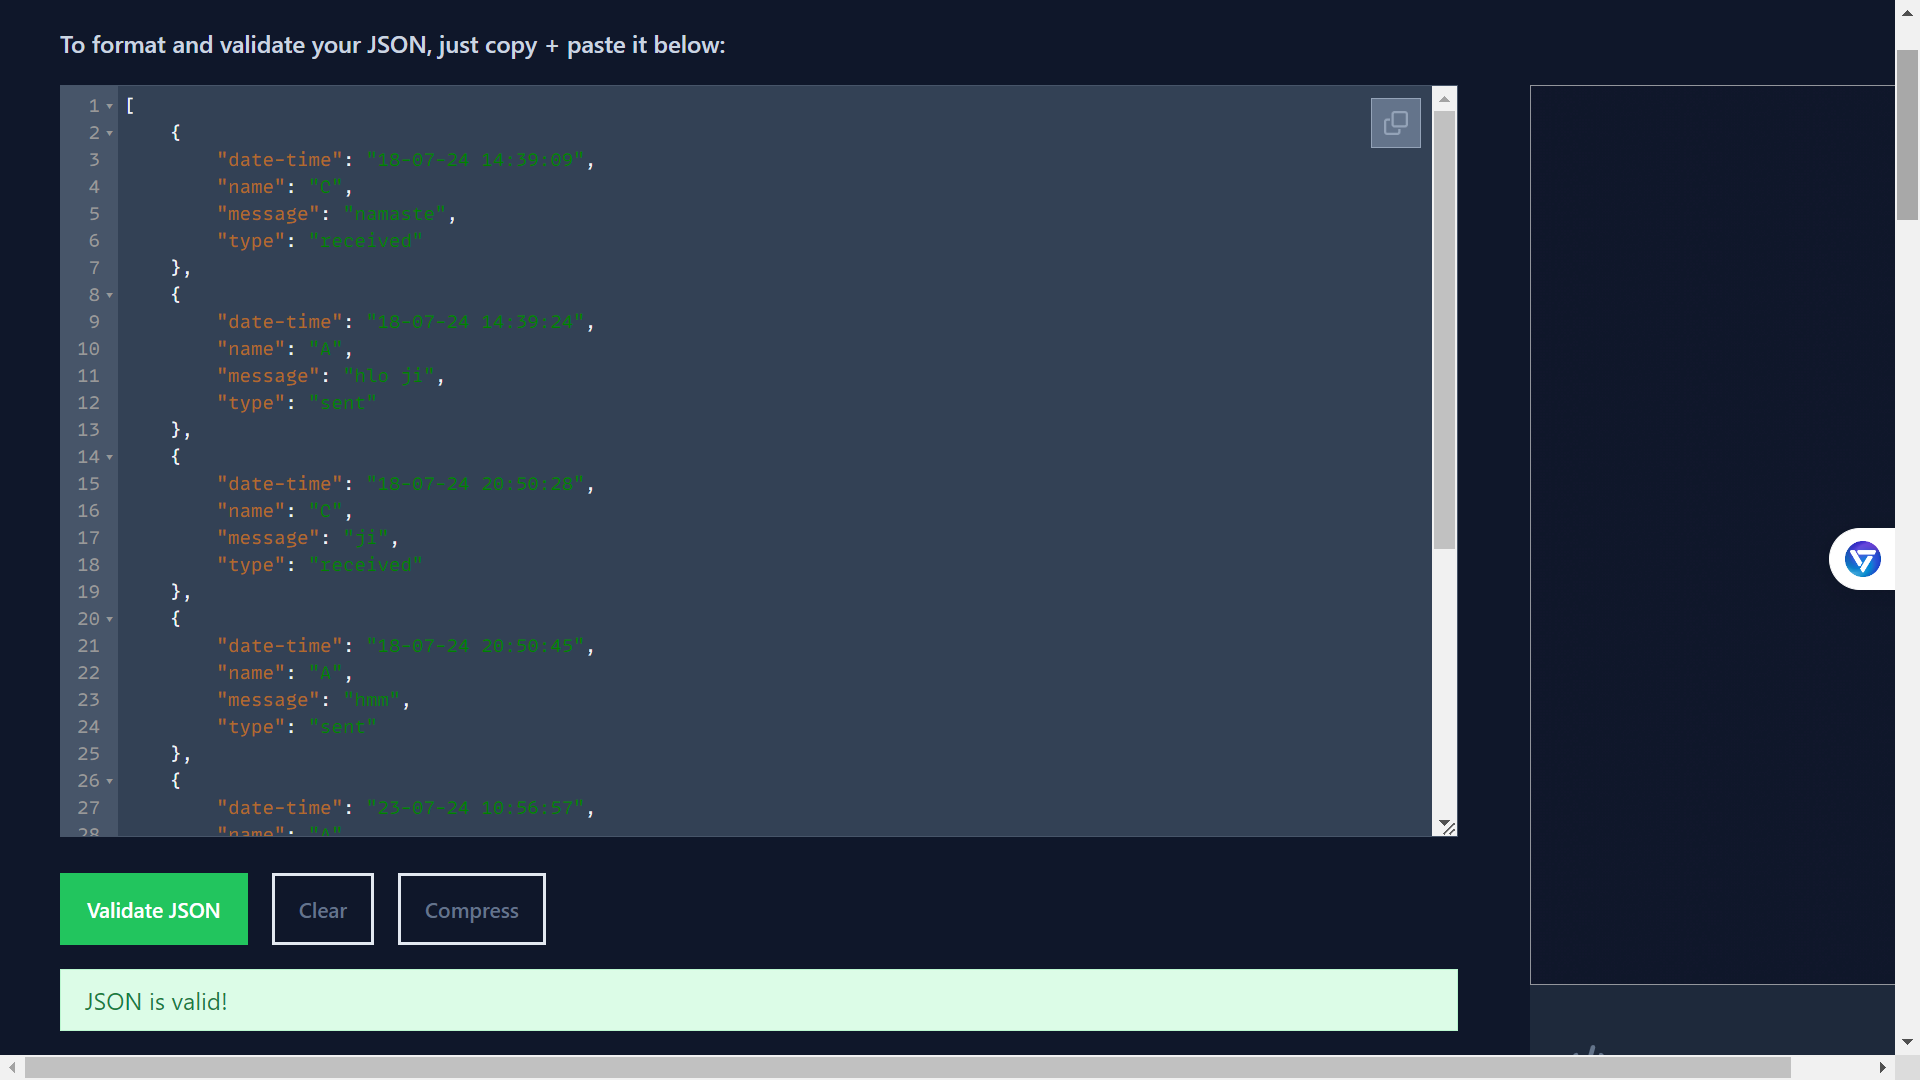 To format and validate your JSON, just copy + paste it below:
1 [
2 {
3 "date-time": "18-07-24 14:39:09",
4 "name": "C",
5 "message": "namaste",
6 "type": "received"
7 },
8 {
9 "date-time": "18-07-24 14:39:24",
10 "name": "A",
11 "message": "hlo ji",
12 "type": "sent"
13 },
14 {
15 "date-time": "18-07-24 20:50:28",
16 "name": "C",
17 "message": "ji",
18 "type": "received"
19 },
20 {
21 "date-time": "18-07-24 20:50:45",
22 "name": "A",
23 "message": "hmm",
24 "type": "sent"
25 },
26 {
27 "date-time": "23-07-24 10:56:57",
28 "name": "A"
Validate JSON Clear Compress
JSON is valid!